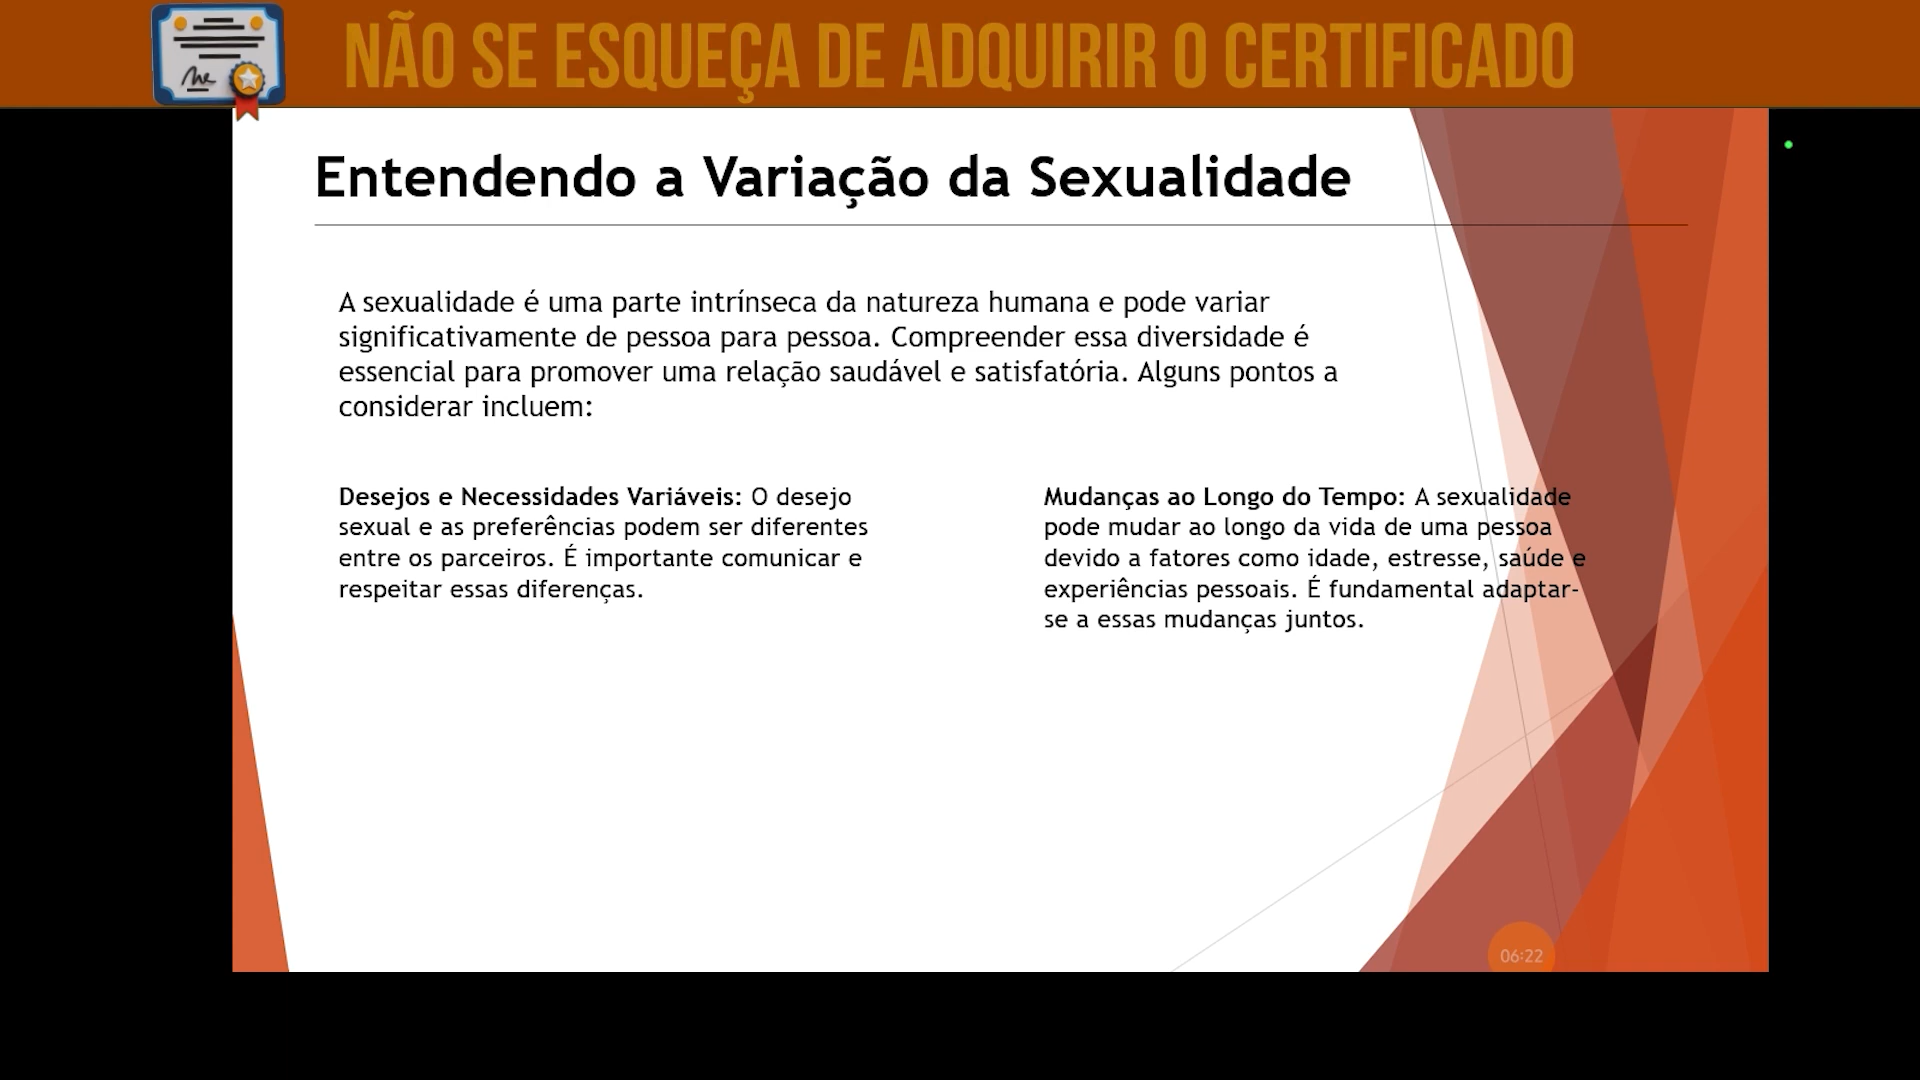 NÃO SE ESQUEÇA DE ADQUIRIR O CERTIFICADO
Entendendo a Variação da Sexualidade
A sexualidade é uma parte intrínseca da natureza humana e pode variar
significativamente de pessoa para pessoa. Compreender essa diversidade é
essencial para promover uma relação saudável e satisfatória. Alguns pontos a
considerar incluem:
Desejos e Necessidades Variáveis: O desejo
sexual e as preferências podem ser diferentes
entre os parceiros. É importante comunicar e
respeitar essas diferenças.
Mudanças ao Longo do Tempo: A sexualidade
pode mudar ao longo da vida de uma pessoa
devido a fatores como idade, estresse, saúde e
experiências pessoais. É fundamental adaptar-
se a essas mudanças juntos.
06:22